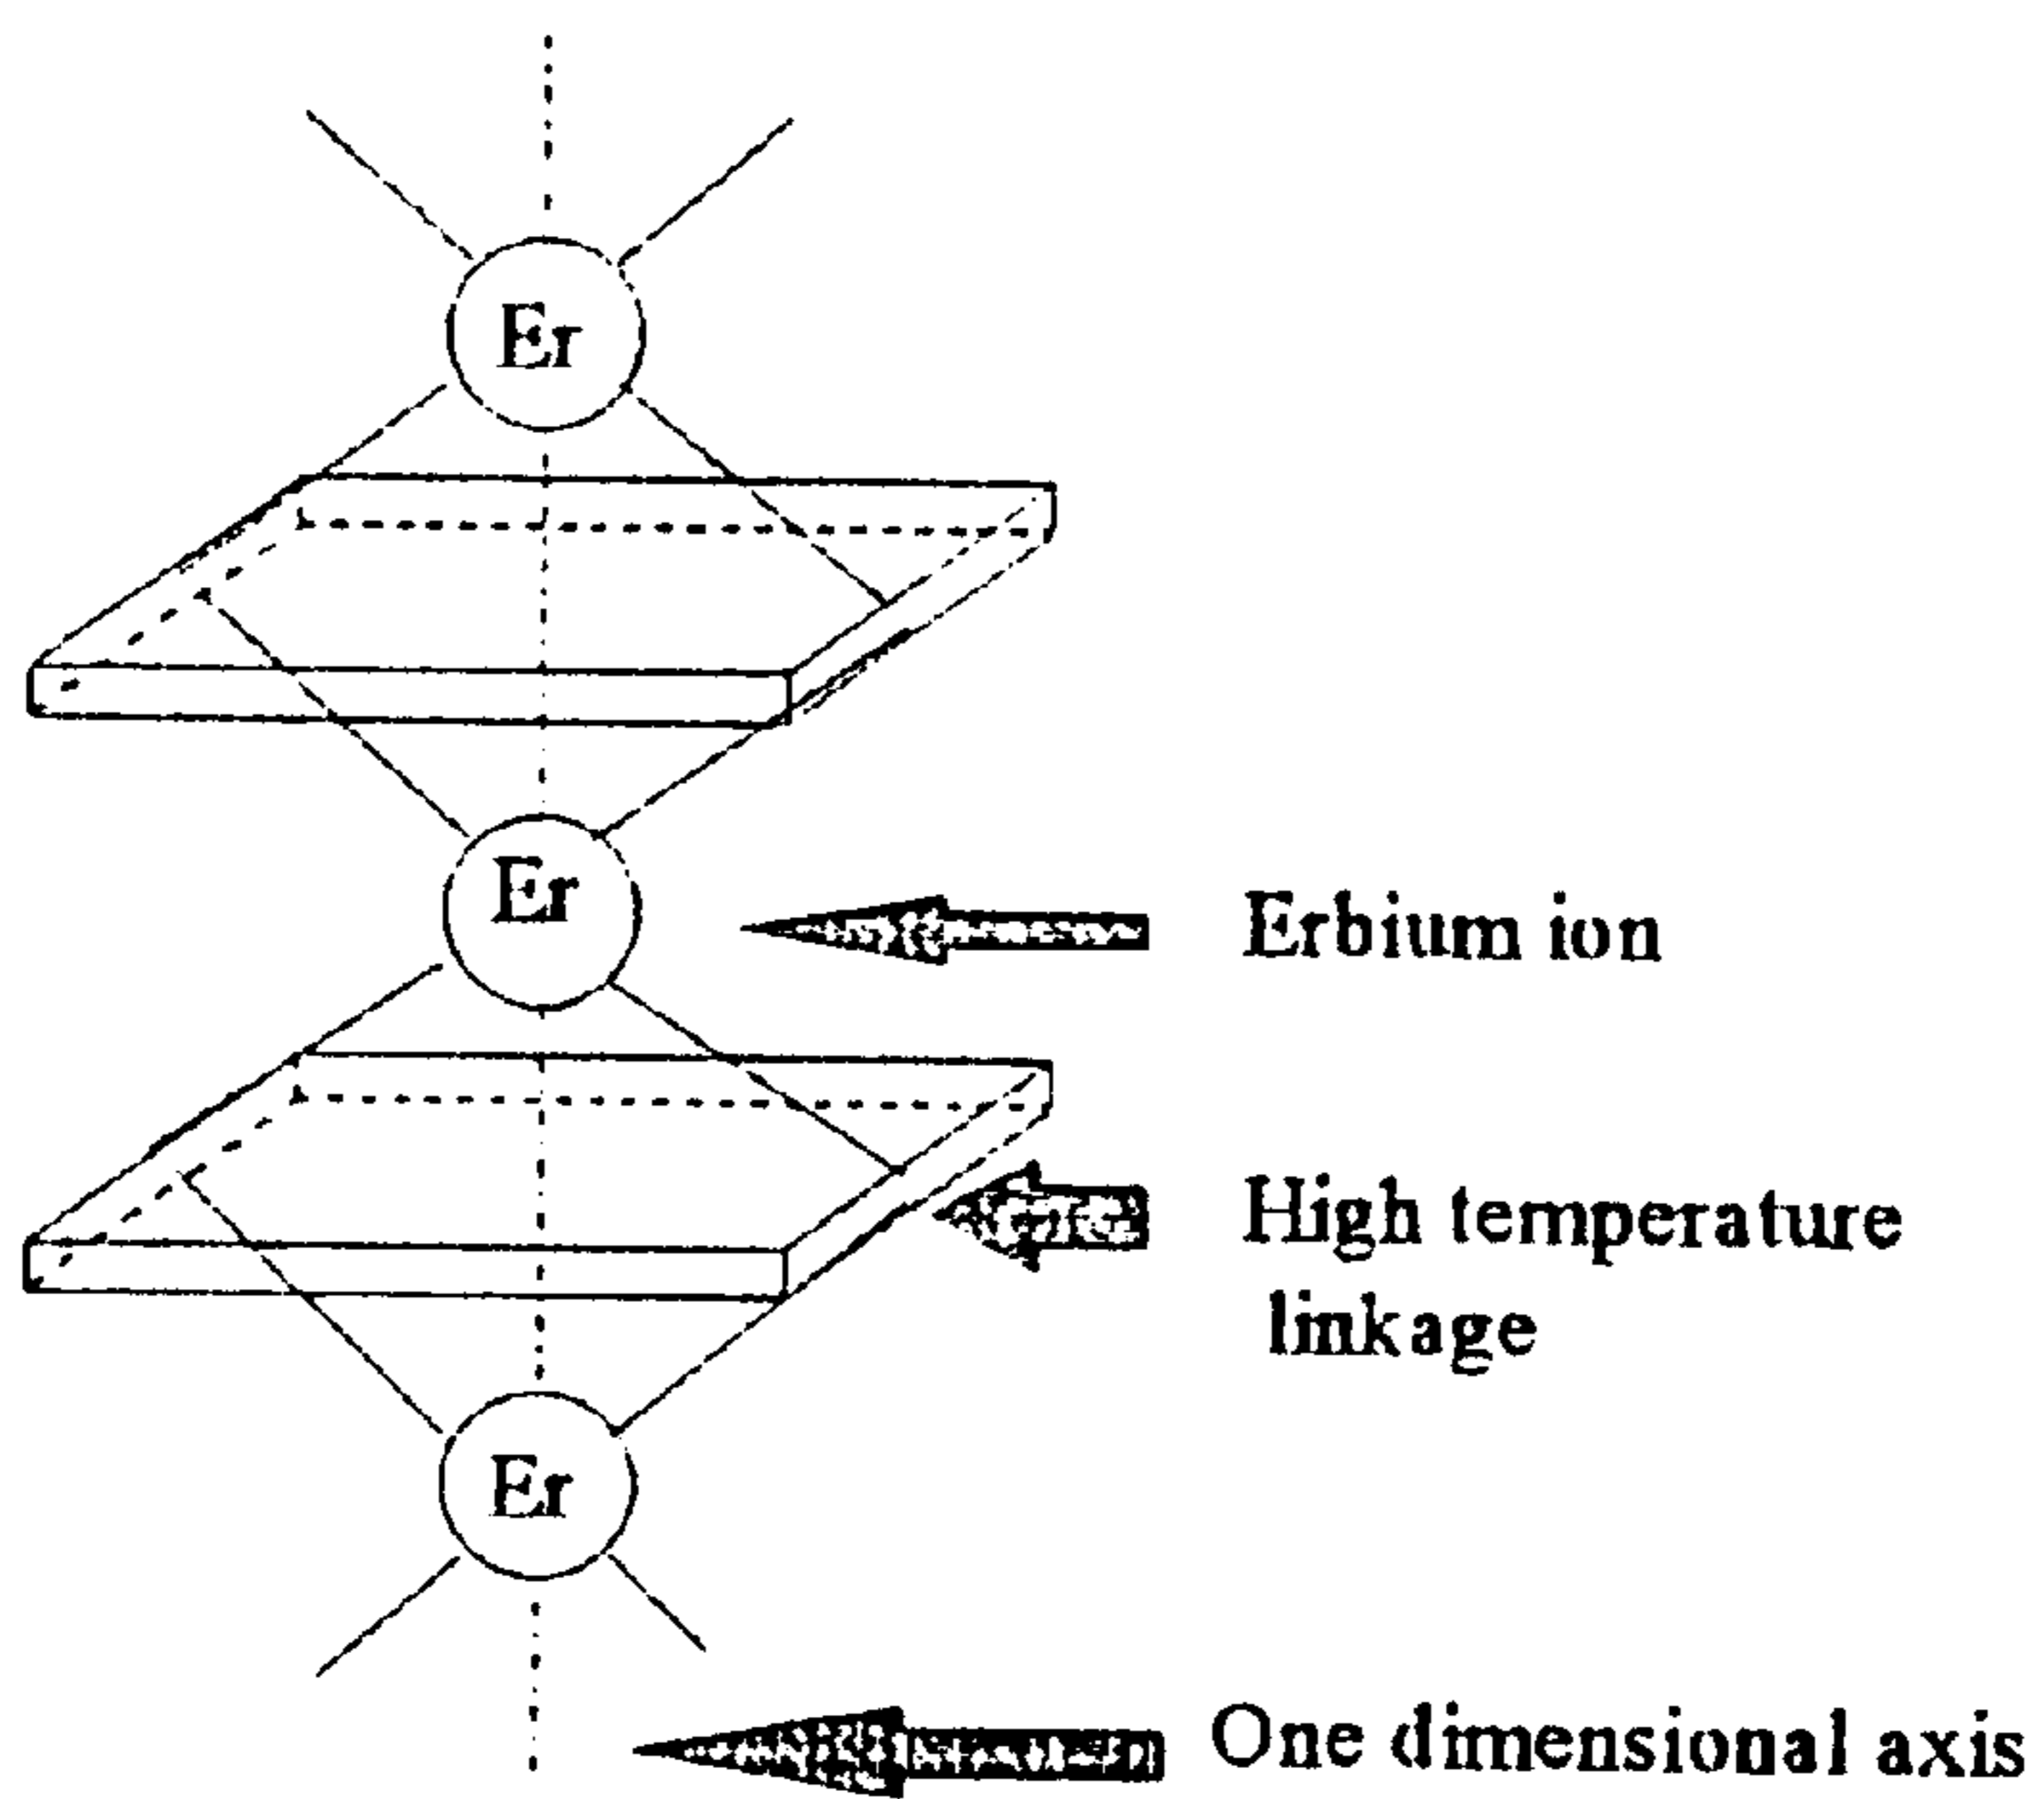 Er
Er
Erbium ion
High temperature
linkage
Er
One dimensional axis